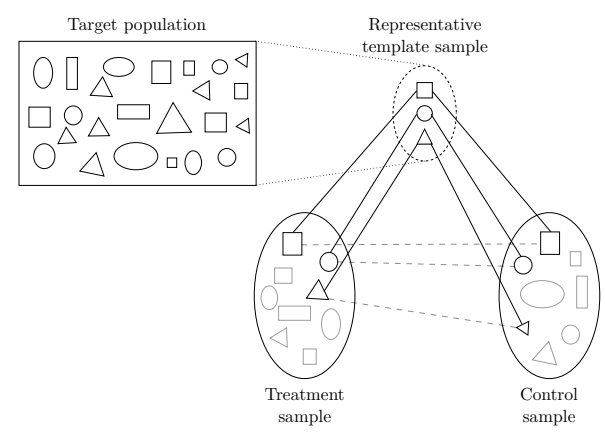 Target population
Representative
template sample
Treatment
sample
Control
sample